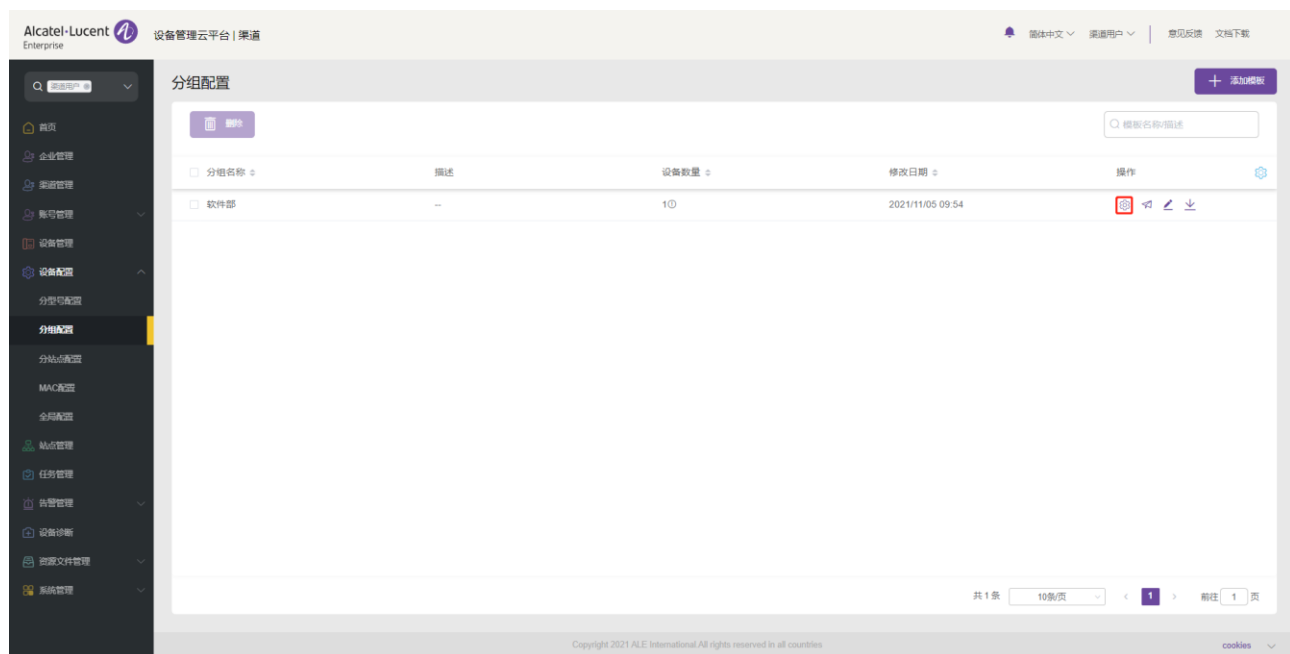 Alcatel-Lucent
Enterprise
设备管理云平台 | 渠道
简体中文 渠道用户 意见反馈 文档下载
渠道用户
分组配置
添加模板
删除
模板名称/描述
首页
企业管理
渠道管理
账号管理
设备管理
设备配置
分型号配置
分组配置
分站点配置
MAC配置
全局配置
站点管理
任务管理
告警管理
设备诊断
资源文件管理
系统管理
分组名称 描述 设备数量 修改日期 操作
软件部 -- 1 2021/11/05 09:54
共 1 条 10条/页 1 前往 1 页
Copyright 2021 ALE International.All rights reserved in all countries
cookies